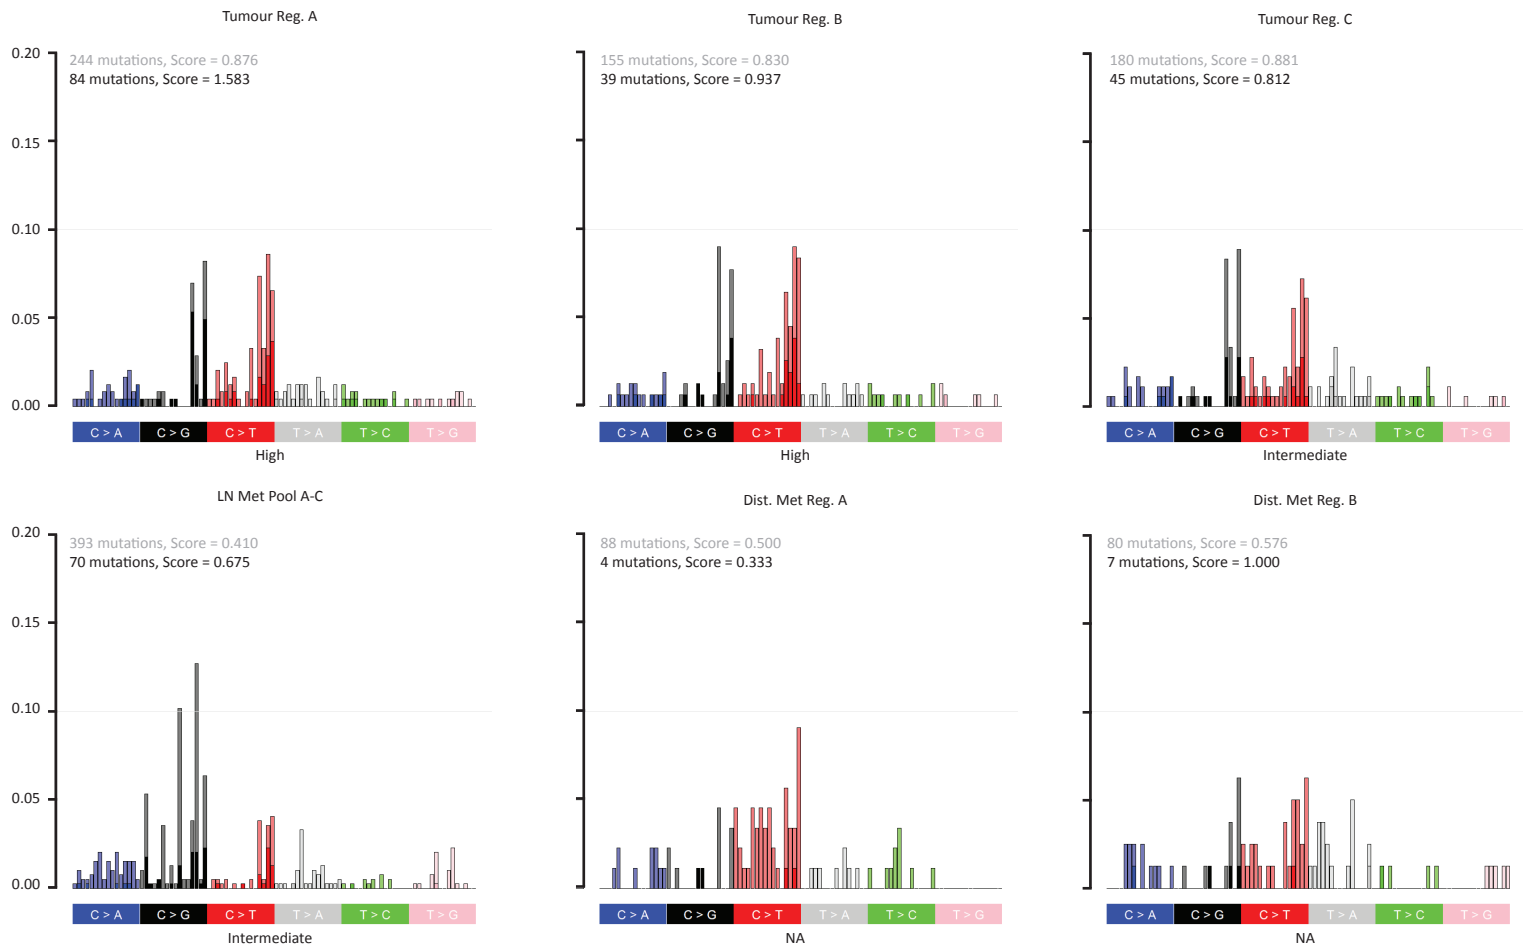 Tumour Reg. A
Tumour Reg. B
Tumour Reg. C
0.20
244 mutations, Score = 0.876
84 mutations, Score = 1.583
155 mutations, Score = 0.830
39 mutations, Score = 0.937
180 mutations, Score = 0.881
45 mutations, Score = 0.812
0.15
0.10
0.05
0.00
C > A C > G C > T T > A T > C T > G
C > A C > G C > T T > A T > C T > G
C > A C > G C > T T > A T > C T > G
High
High
Intermediate
LN Met Pool A-C
Dist. Met Reg. A
Dist. Met Reg. B
0.20
393 mutations, Score = 0.410
70 mutations, Score = 0.675
88 mutations, Score = 0.500
4 mutations, Score = 0.333
80 mutations, Score = 0.576
7 mutations, Score = 1.000
0.15
0.10
0.05
0.00
C > A C > G C > T T > A T > C T > G
C > A C > G C > T T > A T > C T > G
C > A C > G C > T T > A T > C T > G
Intermediate
NA
NA